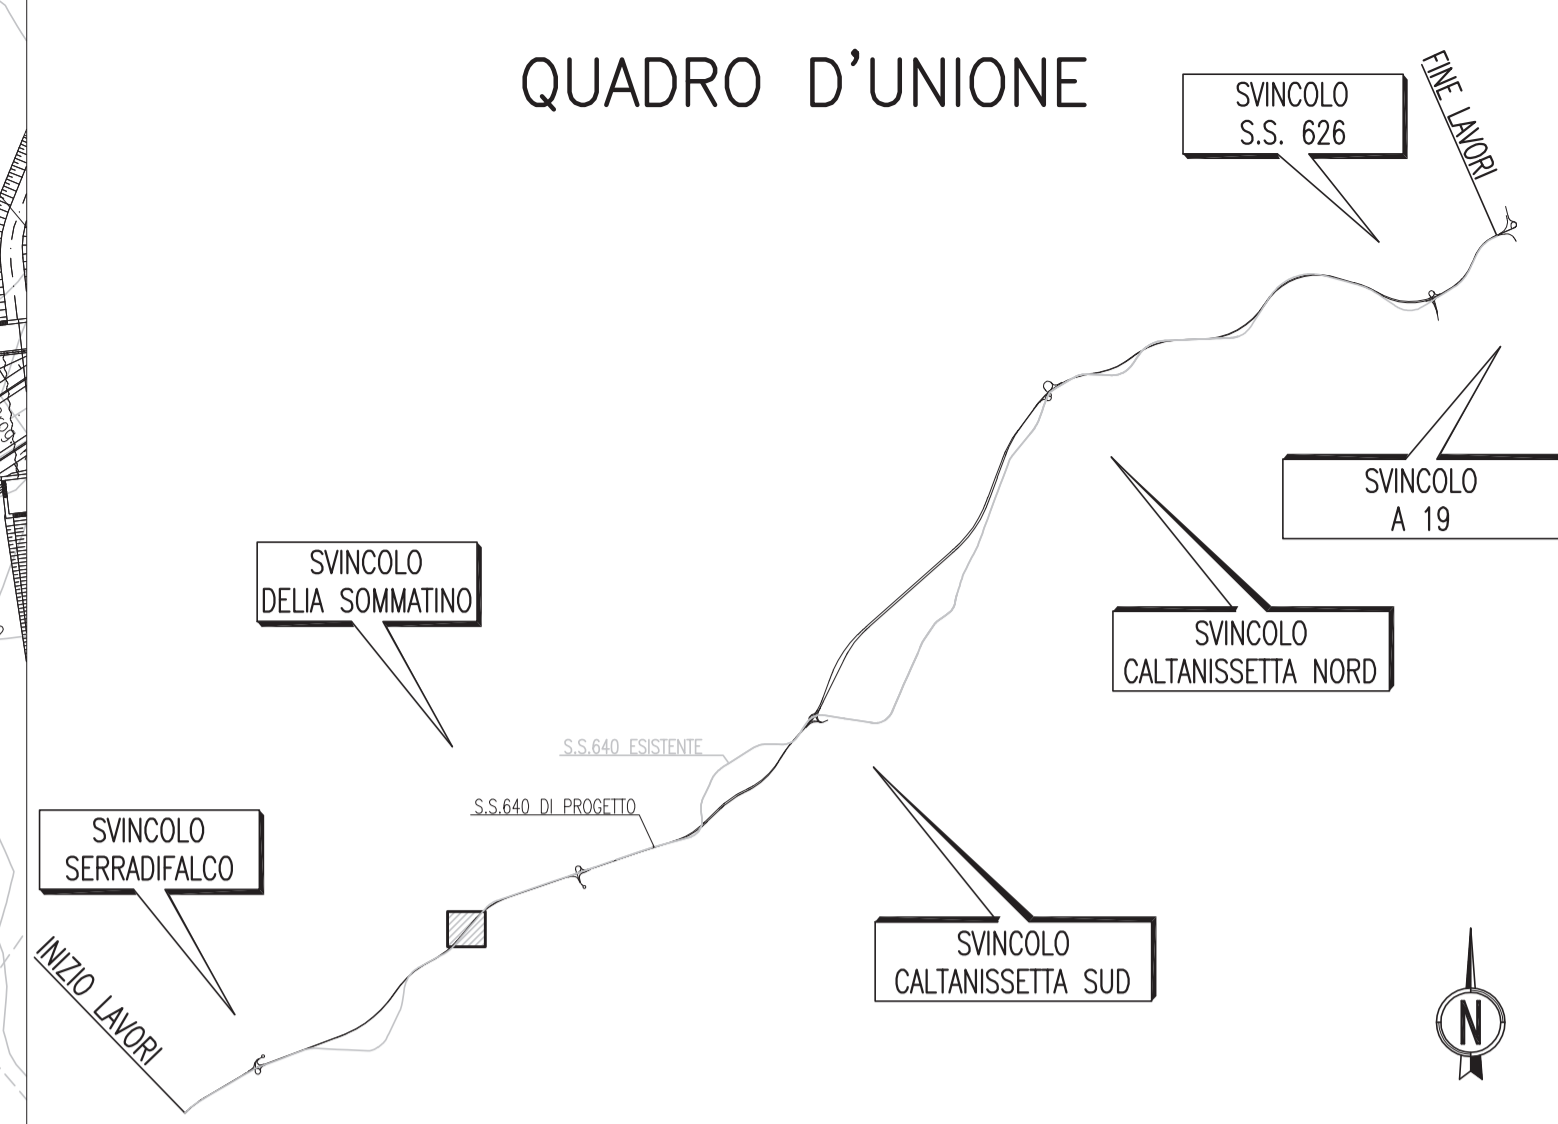 QUADRO D'UNIONE
SVINCOLO
S.S. 626
FINE LAVORI
SVINCOLO
A 19
SVINCOLO
DELIA SOMMATINO
SVINCOLO
CALTANISSETTA NORD
S.S.640 ESISTENTE
S.S.640 DI PROGETTO
SVINCOLO
SERRADIFALCO
SVINCOLO
CALTANISSETTA SUD
INIZIO LAVORI
N